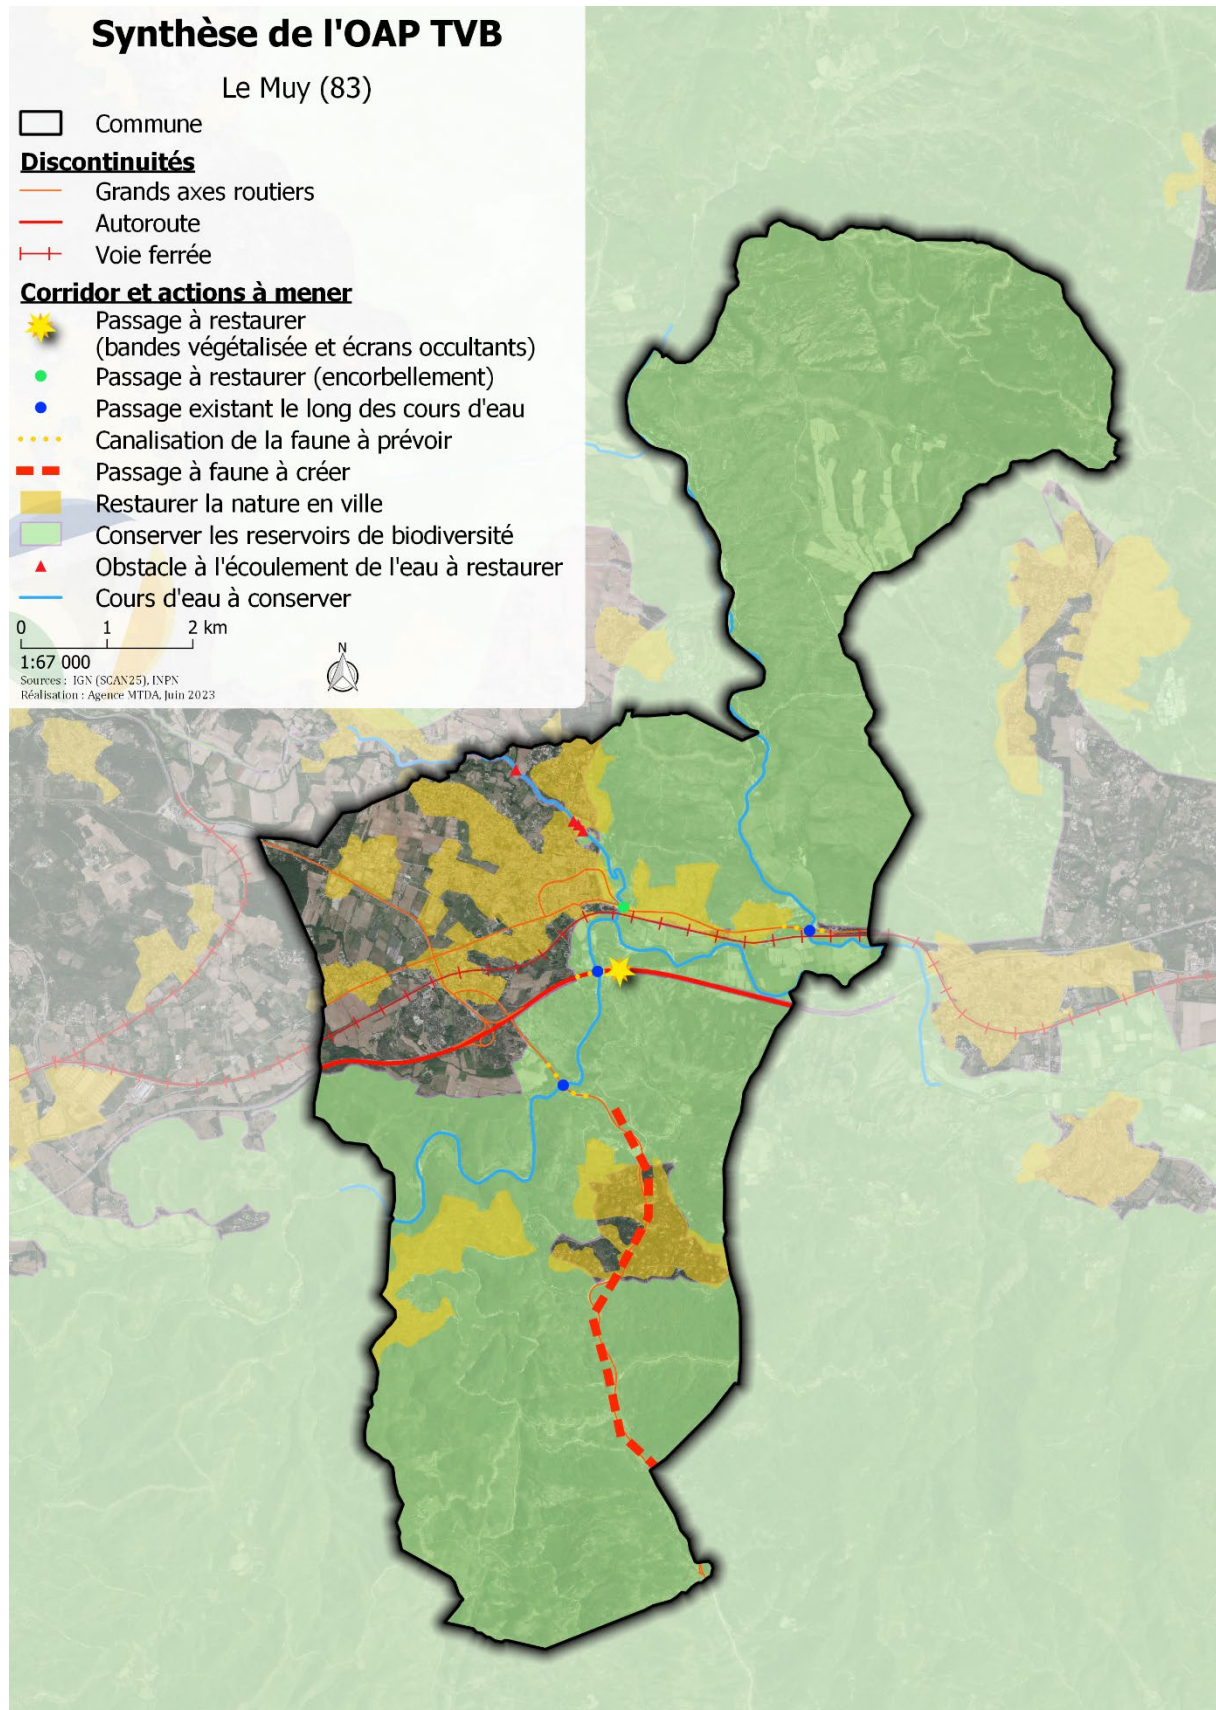 Synthèse de l'OAP TVB
Le Muy (83)
Commune
Discontinuités
Grands axes routiers
Autoroute
Voie ferrée
Corridor et actions à mener
Passage à restaurer
(bandes végétalisée et écrans occultants)
Passage à restaurer (encorbellement)
Passage existant le long des cours d'eau
Canalisation de la faune à prévoir
Passage à faune à créer
Restaurer la nature en ville
Conserver les reservoirs de biodiversité
Obstacle à l'écoulement de l'eau à restaurer
Cours d'eau à conserver
0 1 2 km
1:67 000
N
Sources : IGN (SCAN25), INPN
Réalisation : Agence MTDA, Juin 2023